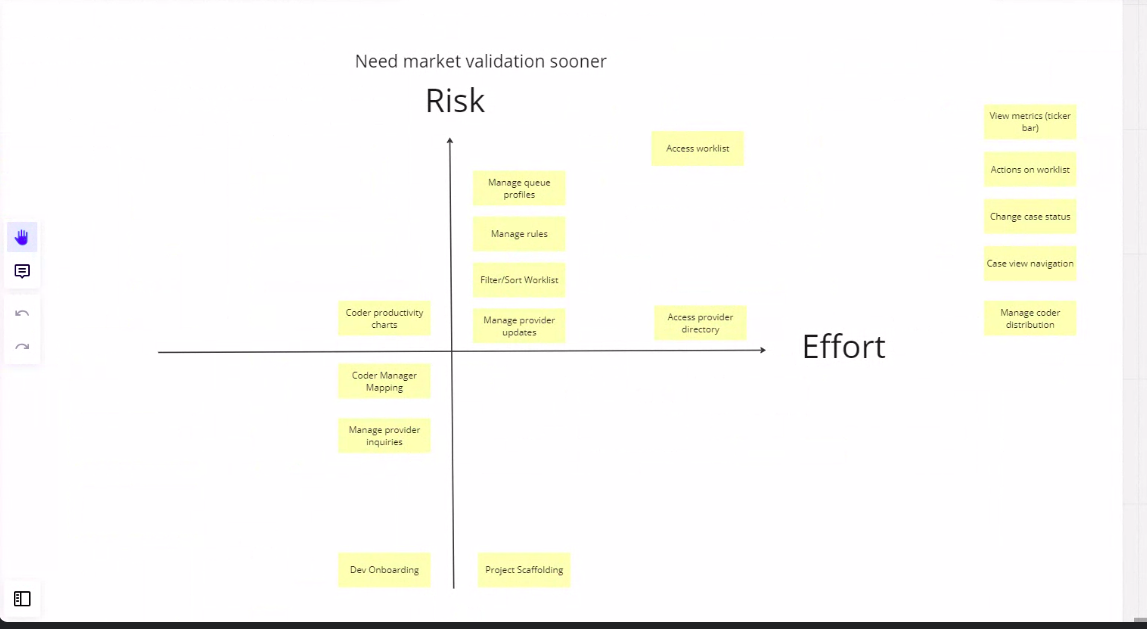 Need market validation sooner
Risk
View metrics (ticker
bar)
Access worklist
Actions on worklist
Manage queue
profiles
Change case status
Manage rules
Case view navigation
Filter/Sort Worklist
Coder productivity
charts
Manage provider
updates
Access provider
directory
Manage coder
distribution
Effort
Coder Manager
Mapping
Manage provider
inquiries
Dev Onboarding
Project Scaffolding